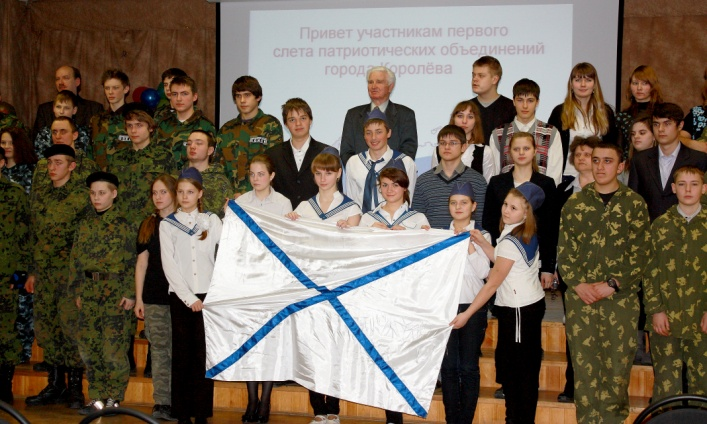 Привет участникам первого
слета патриотических объединений
города Королёва